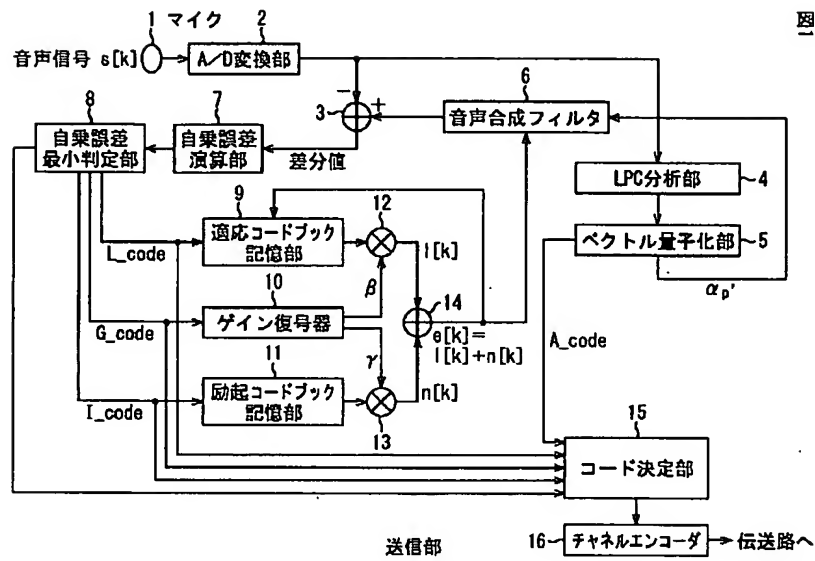 図一
1 マイク
音声信号 s[k]
2
A/D変換部
3
−
+
6
音声合成フィルタ
8
自乗誤差
最小判定部
7
自乗誤差
演算部
差分値
LPC分析部
4
ベクトル量子化部
5
αp'
9
適応コードブック
記憶部
12
L_code
l[k]
β
10
ゲイン復号器
14
G_code
e[k]=
l[k]+n[k]
A_code
γ
11
励起コードブック
記憶部
n[k]
I_code
13
15
コード決定部
16
チャネルエンコーダ
伝送路へ
送信部